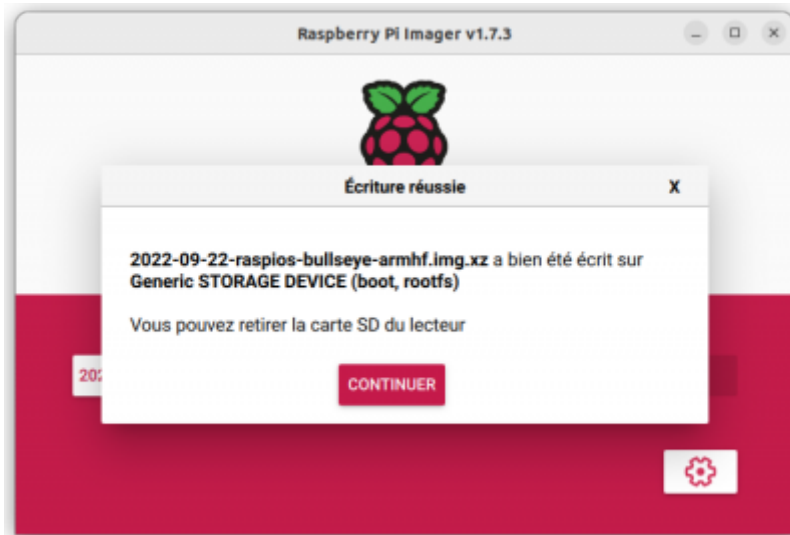 Raspberry Pi Imager v1.7.3
Écriture réussie
X
2022-09-22-raspios-bullseye-armhf.img.xz a bien été écrit sur
Generic STORAGE DEVICE (boot, rootfs)
Vous pouvez retirer la carte SD du lecteur
202
CONTINUER